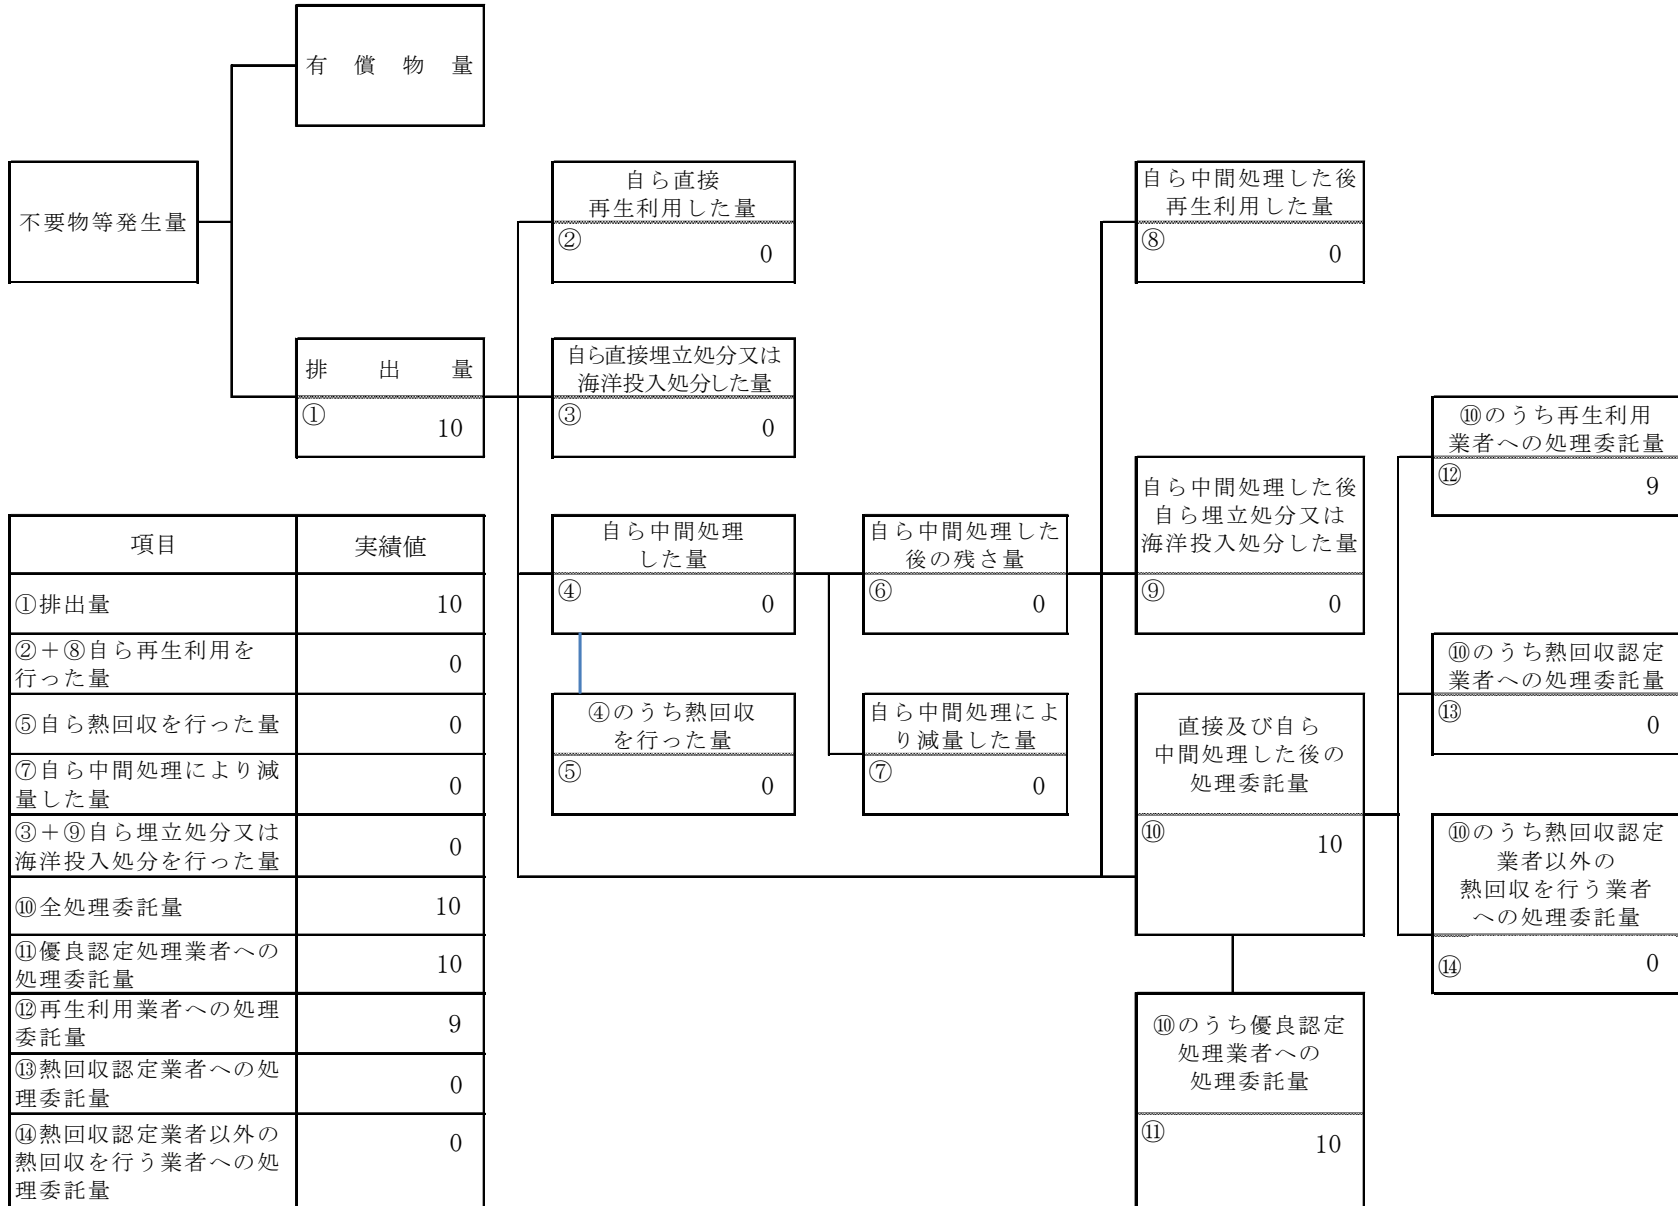 有償物量
不要物等発生量
自ら直接
再生利用した量
②
0
自ら中間処理した後
再生利用した量
⑧
0
排出量
①
10
自ら直接埋立処分又は
海洋投入処分した量
③
0
⑩のうち再生利用
業者への処理委託量
⑫
9
自ら中間処理した後
自ら埋立処分又は
海洋投入処分した量
⑨
0
自ら中間処理
した量
④
0
自ら中間処理した
後の残さ量
⑥
0
⑩のうち熱回収認定
業者への処理委託量
⑬
0
④のうち熱回収
を行った量
⑤
0
自ら中間処理によ
り減量した量
⑦
0
直接及び自ら
中間処理した後の
処理委託量
⑩
10
⑩のうち熱回収認定
業者以外の
熱回収を行う業者
への処理委託量
⑭
0
⑩のうち優良認定
処理業者への
処理委託量
⑪
10
項目 実績値
①排出量 10
②+⑧自ら再生利用を
行った量
0
⑤自ら熱回収を行った量 0
⑦自ら中間処理により減
量した量
0
③+⑨自ら埋立処分又は
海洋投入処分を行った量
0
⑩全処理委託量 10
⑪優良認定処理業者への
処理委託量
10
⑫再生利用業者への処理
委託量
9
⑬熱回収認定業者への処
理委託量
0
⑭熱回収認定業者以外の
熱回収を行う業者への処
理委託量
0